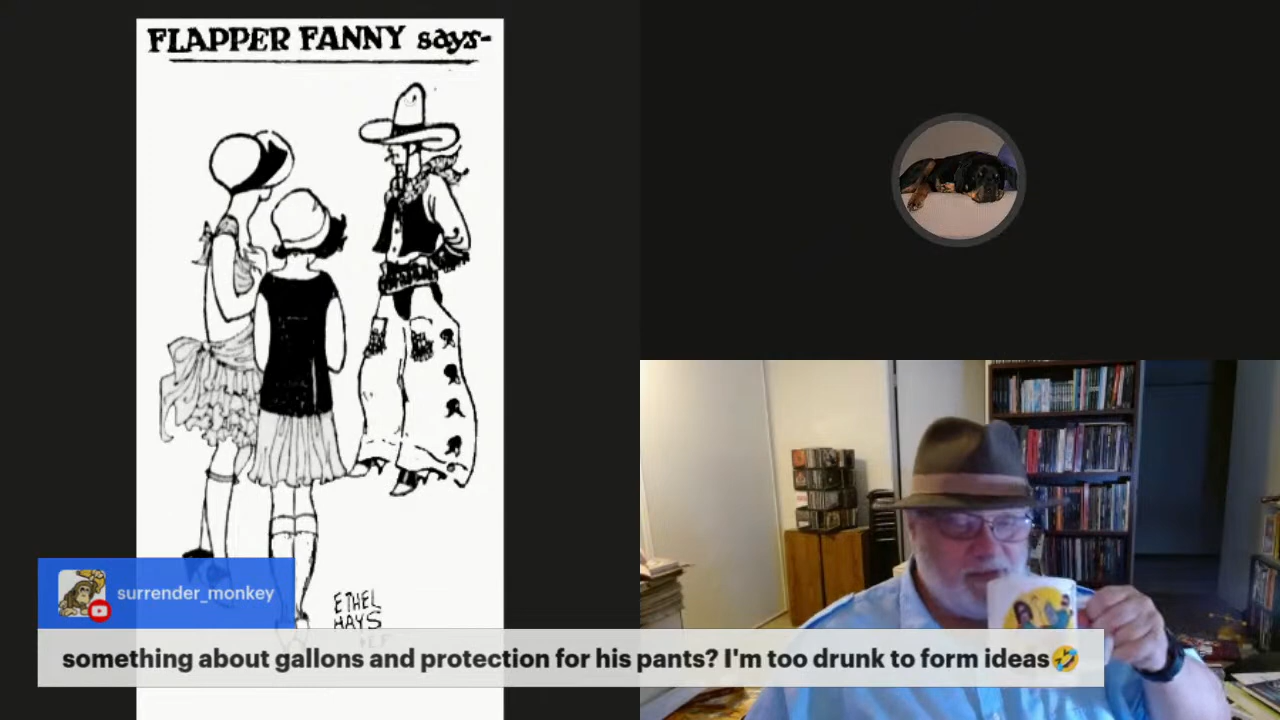 FLAPPER FANNY says-
ETHEL
HAYS
surrender_monkey
something about gallons and protection for his pants? I'm too drunk to form ideas🤣